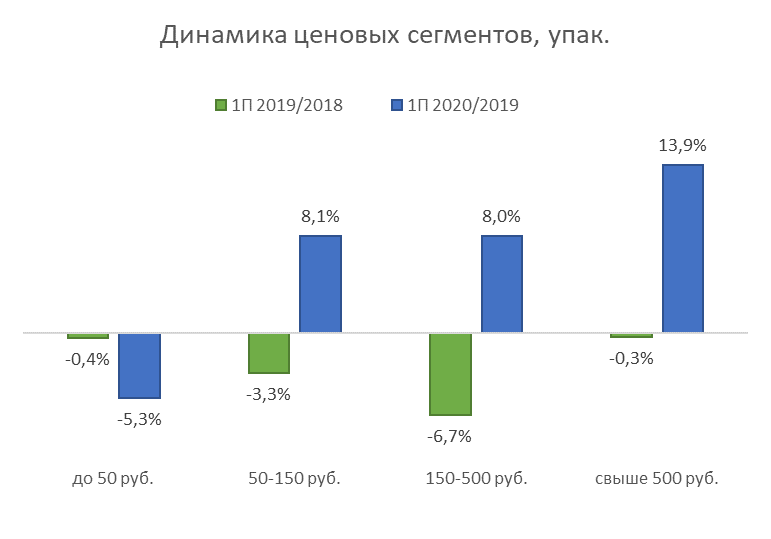 Динамика ценовых сегментов, упак.
1П 2019/2018 1П 2020/2019
13,9%
8,1% 8,0%
-0,4% -0,3%
-3,3%
-5,3%
-6,7%
до 50 руб. 50-150 руб. 150-500 руб. свыше 500 руб.